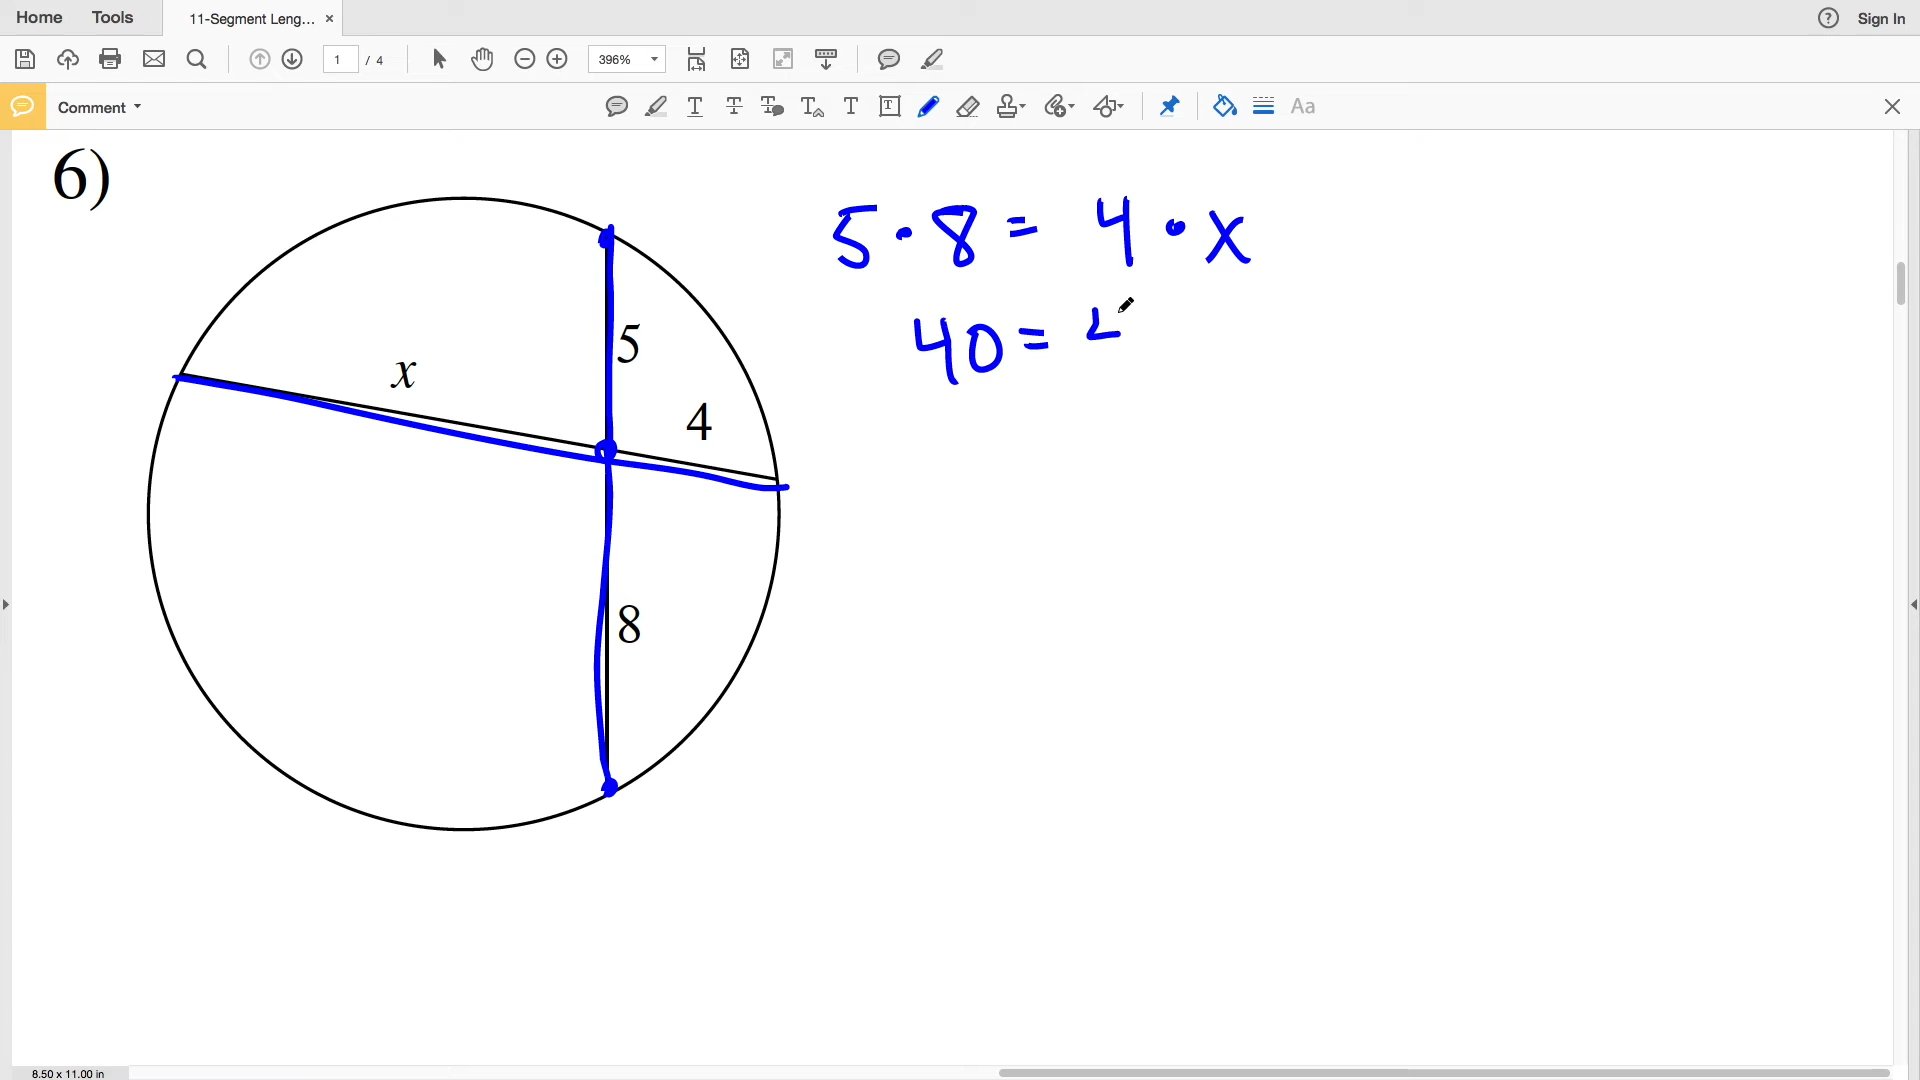 Home Tools 11-Segment Leng... × ? Sign In
1 / 4 396%
Comment Aa
6)
5 · 8 = 4 · x
40 =
5
x
4
8
8.50 x 11.00 in